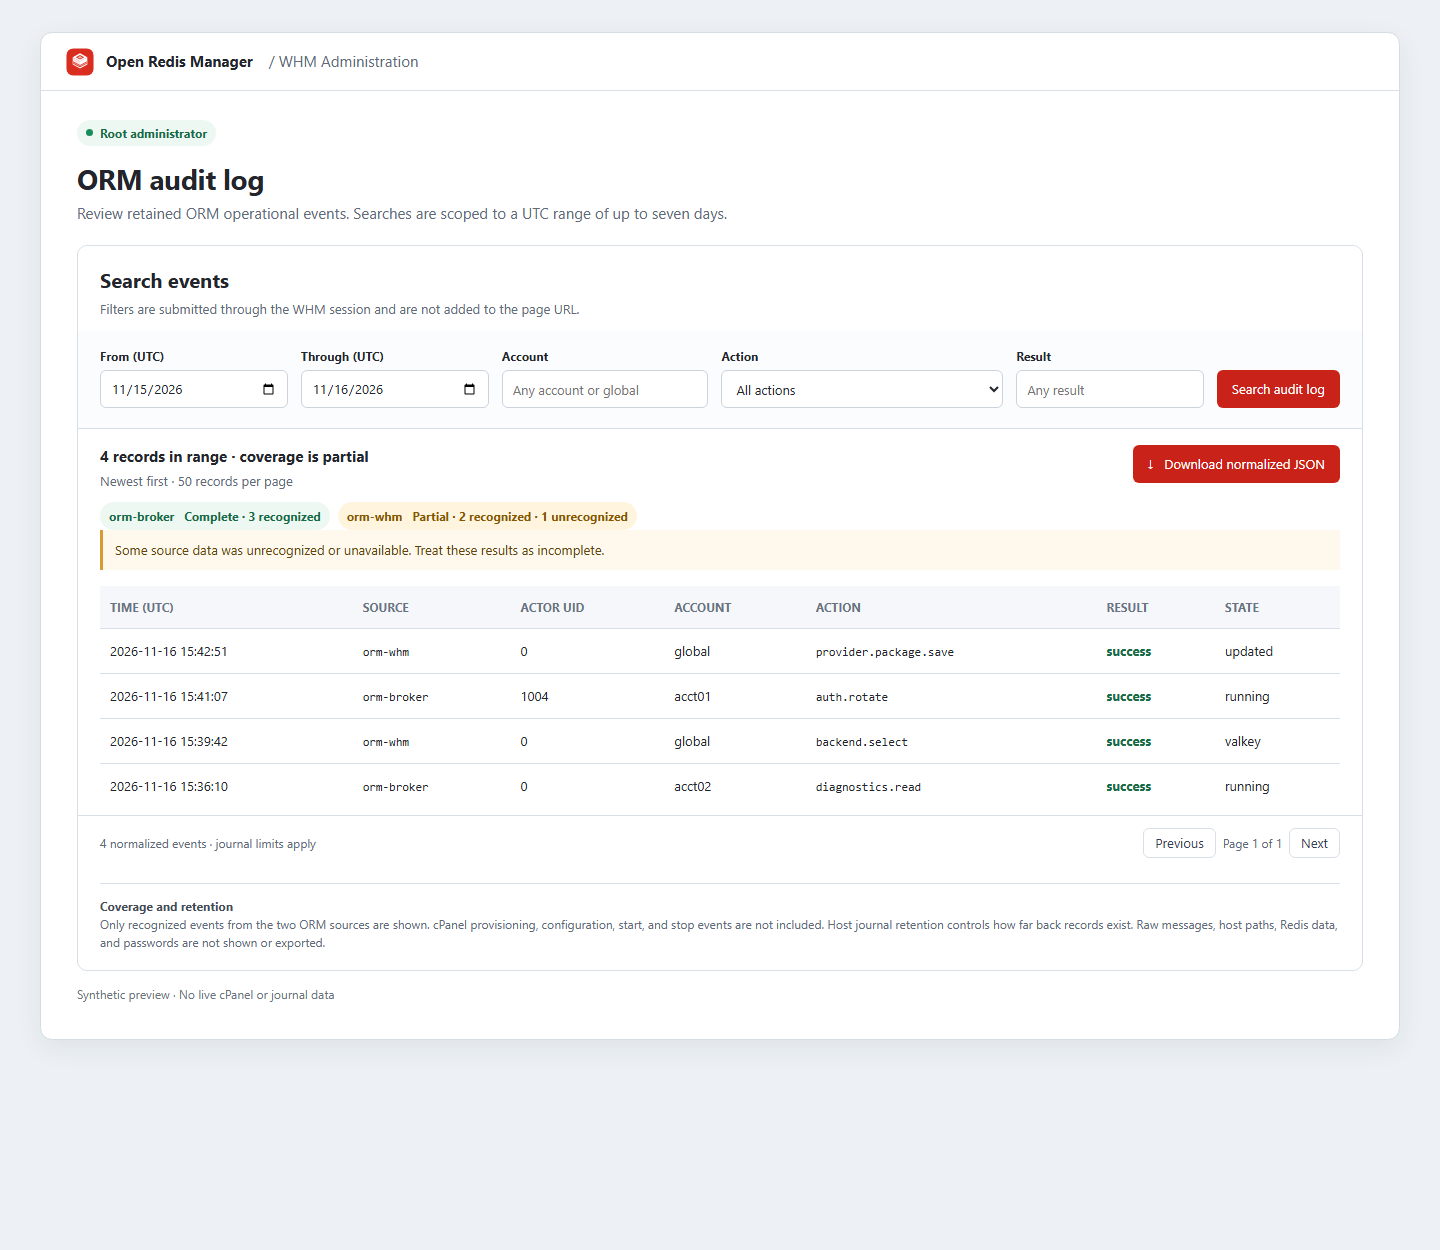 Open Redis Manager / WHM Administration
Root administrator
ORM audit log
Review retained ORM operational events. Searches are scoped to a UTC range of up to seven days.
Search events
Filters are submitted through the WHM session and are not added to the page URL.
From (UTC) Through (UTC) Account Action Result
11/15/2026 11/16/2026 Any account or global All actions Any result Search audit log
4 records in range · coverage is partial
↓ Download normalized JSON
Newest first · 50 records per page
orm-broker Complete · 3 recognized orm-whm Partial · 2 recognized · 1 unrecognized
Some source data was unrecognized or unavailable. Treat these results as incomplete.
TIME (UTC) SOURCE ACTOR UID ACCOUNT ACTION RESULT STATE
2026-11-16 15:42:51 orm-whm 0 global provider.package.save success updated
2026-11-16 15:41:07 orm-broker 1004 acct01 auth.rotate success running
2026-11-16 15:39:42 orm-whm 0 global backend.select success valkey
2026-11-16 15:36:10 orm-broker 0 acct02 diagnostics.read success running
4 normalized events · journal limits apply Previous Page 1 of 1 Next
Coverage and retention
Only recognized events from the two ORM sources are shown. cPanel provisioning, configuration, start, and stop events are not included. Host journal retention controls how far back records exist. Raw messages, host paths, Redis data,
and passwords are not shown or exported.
Synthetic preview · No live cPanel or journal data